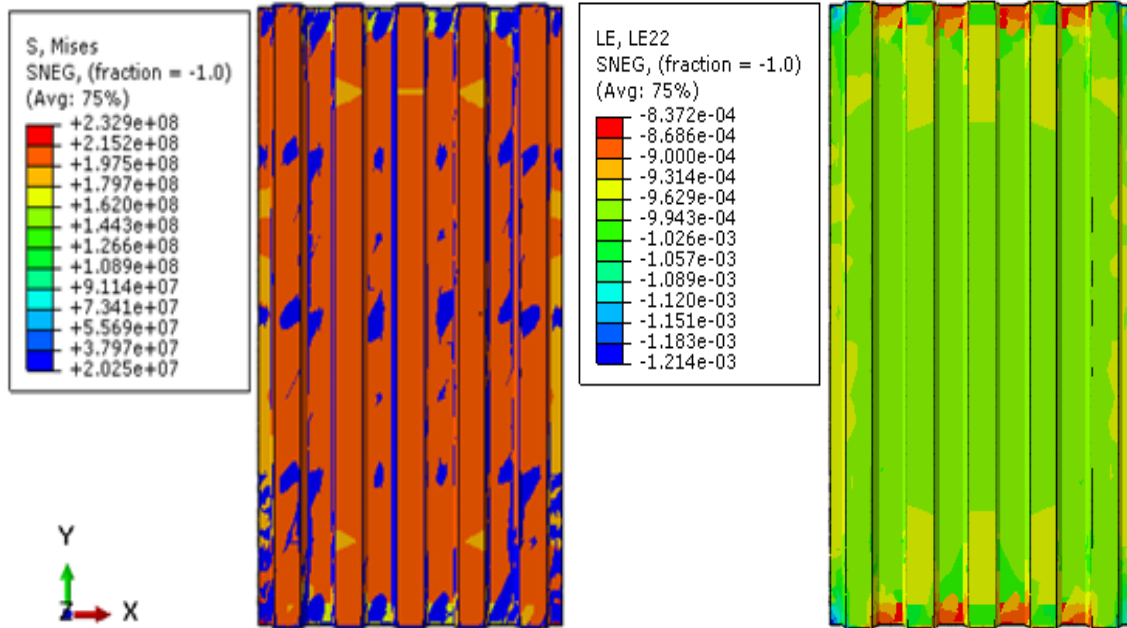 S, Mises
SNEG, (fraction = -1.0)
(Avg: 75%)
+2.329e+08
+2.152e+08
+1.975e+08
+1.797e+08
+1.620e+08
+1.443e+08
+1.266e+08
+1.089e+08
+9.114e+07
+7.341e+07
+5.569e+07
+3.797e+07
+2.025e+07
LE, LE22
SNEG, (fraction = -1.0)
(Avg: 75%)
-8.372e-04
-8.686e-04
-9.000e-04
-9.314e-04
-9.629e-04
-9.943e-04
-1.026e-03
-1.057e-03
-1.089e-03
-1.120e-03
-1.151e-03
-1.183e-03
-1.214e-03
Y
Z X